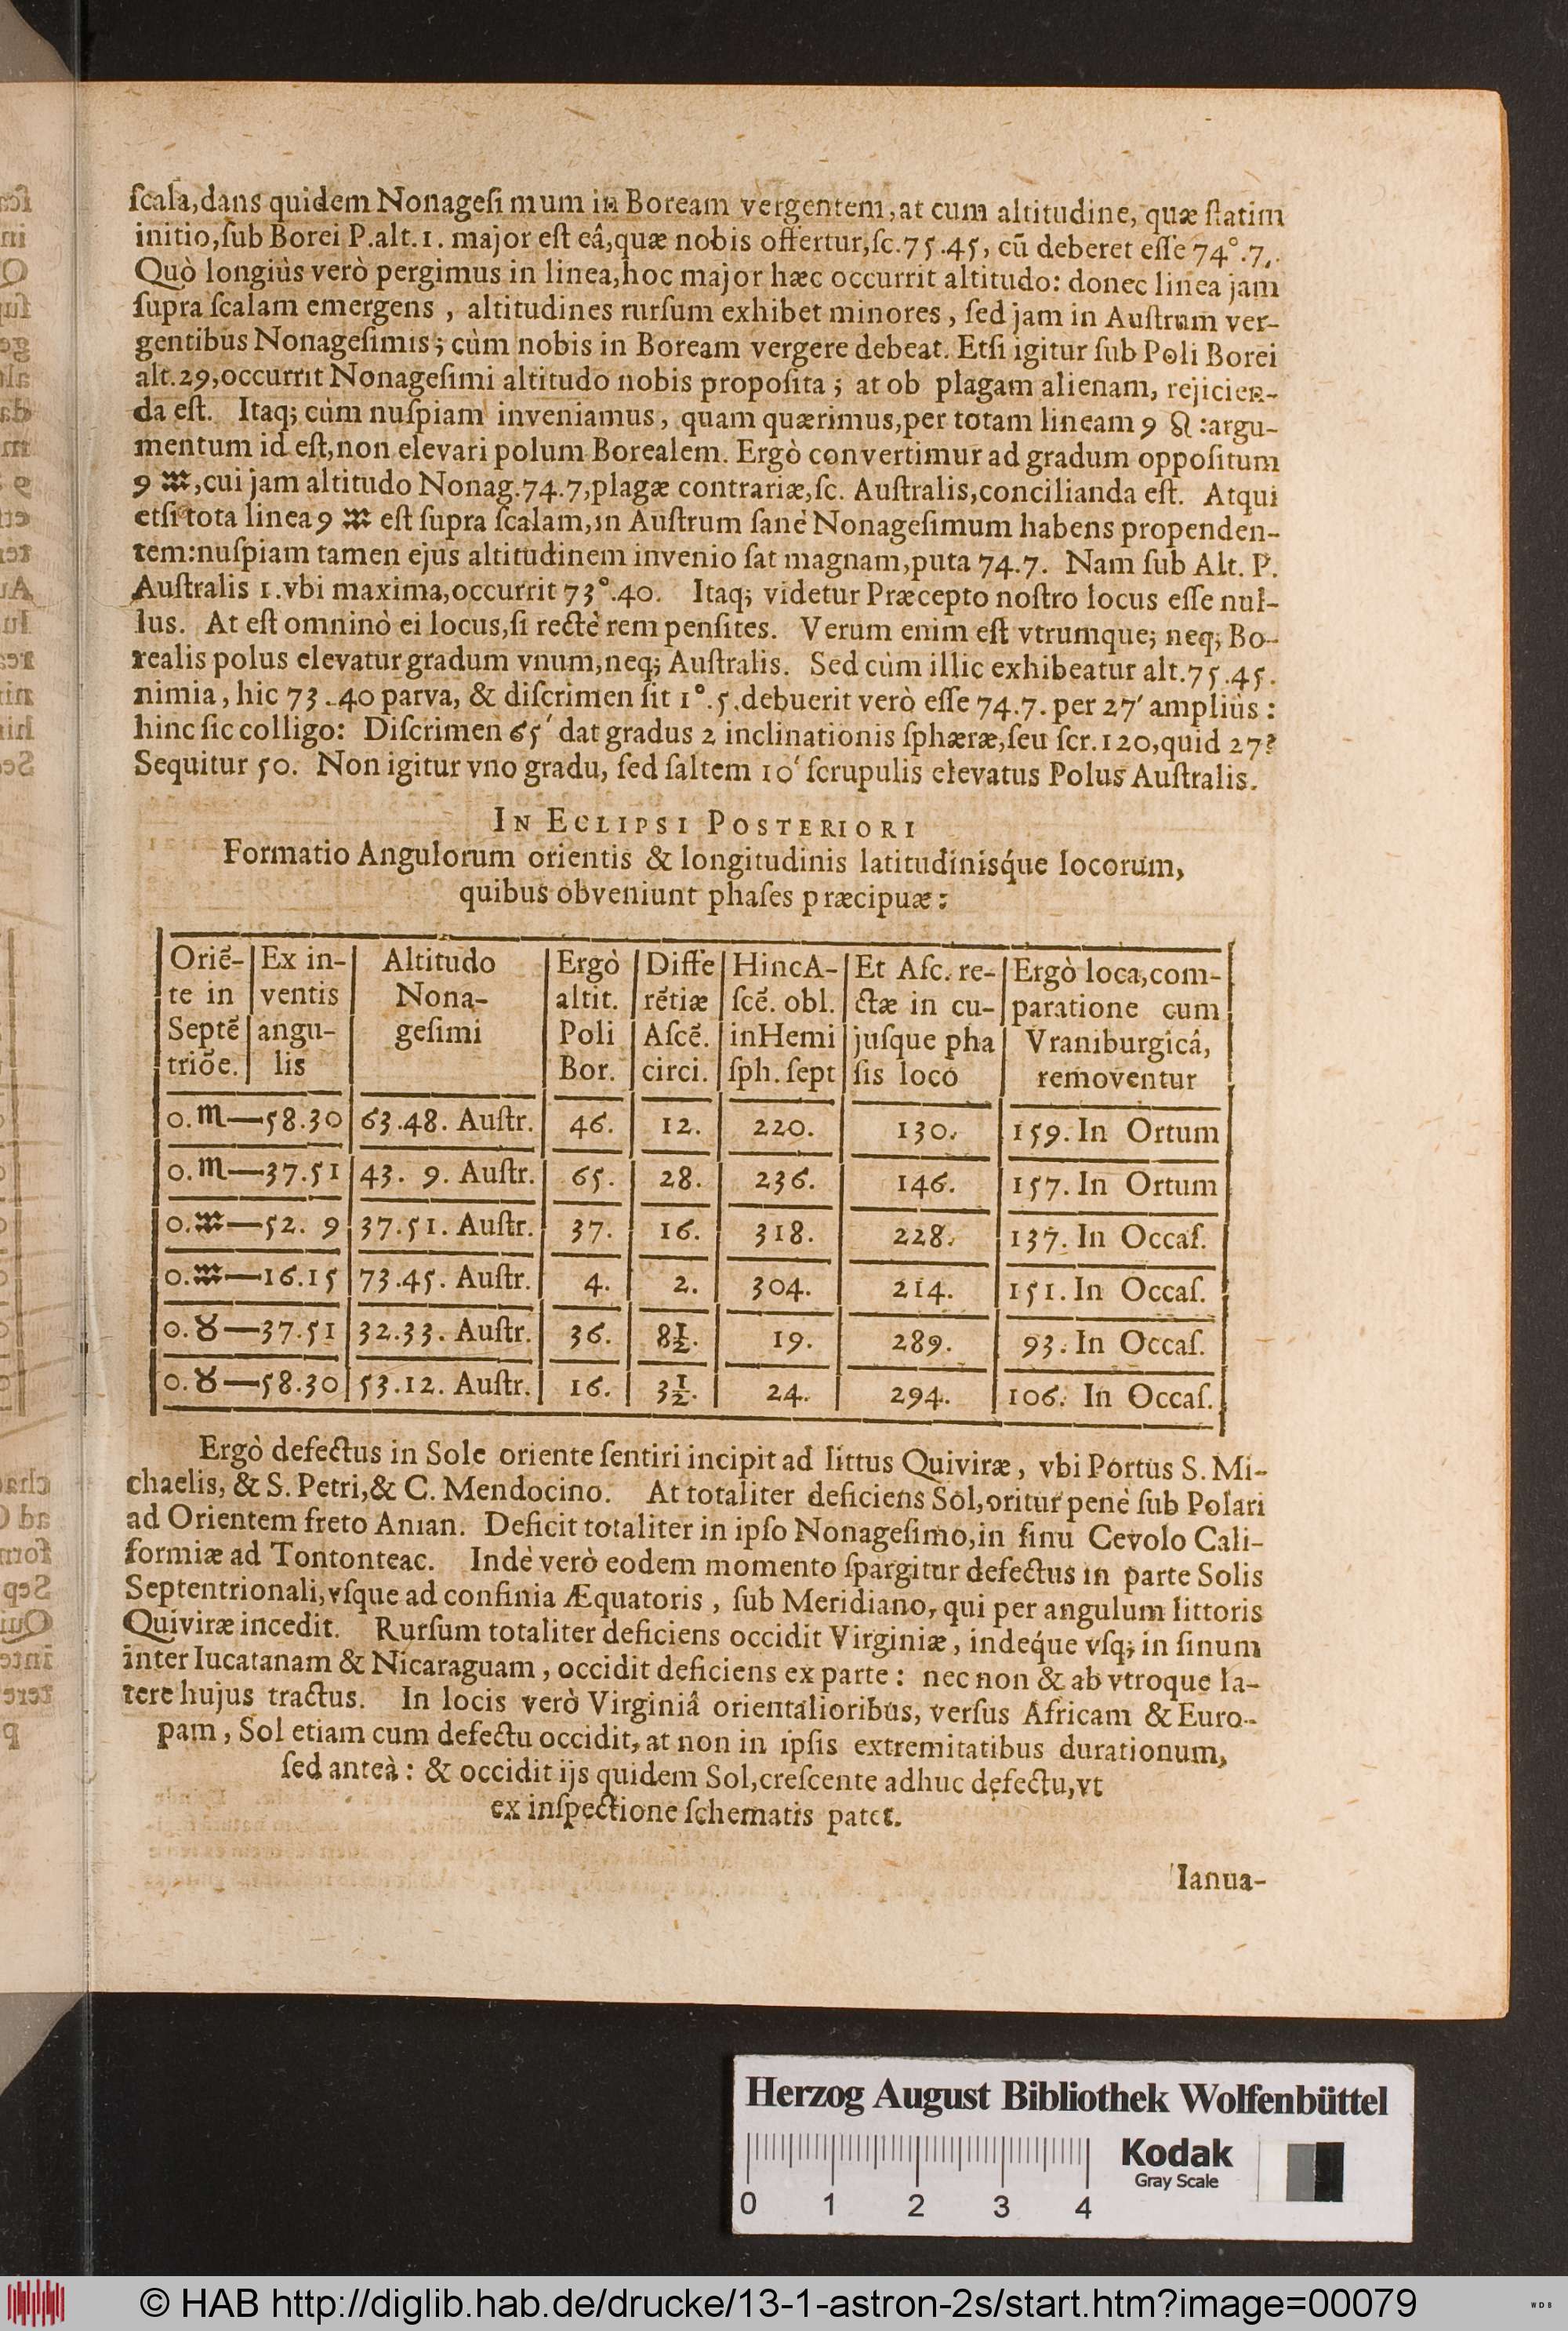 ſcala,dans quidem Nonageſi mum in Boream vergentem,at cum altitudine, quæ ſtatim
initio,ſub Borei P.alt.1. major eſt eâ,quæ nobis offertur,ſc.75.45, cū deberet eſſe 74°.7,.
Quò longiùs verò pergimus in linea,hoc major hæc occurrit altitudo: donec linea jam
ſupra ſcalam emergens , altitudines rurſum exhibet minores , ſed jam in Auſtrum ver-
gentibus Nonageſimis; cùm nobis in Boream vergere debeat. Etſi igitur ſub Poli Borei
alt.29,occurrit Nonageſimi altitudo nobis propoſita ; at ob plagam alienam, rejicien-
da eſt. Itaq; cùm nuſpiam inveniamus, quam quærimus,per totam lineam 9 ♌ :argu-
mentum id eſt,non elevari polum Borealem. Ergò convertimur ad gradum oppoſitum
9 ♒,cui jam altitudo Nonag.74.7,plagæ contrariæ,ſc. Auſtralis,concilianda eſt. Atqui
etſi tota linea 9 ♒ eſt ſupra ſcalam,in Auſtrum ſanè Nonageſimum habens propenden-
tem:nuſpiam tamen ejus altitudinem invenio ſat magnam,puta 74.7. Nam ſub Alt. P.
Auſtralis 1.vbi maxima,occurrit 73°.40. Itaq; videtur Præcepto noſtro locus eſſe nul-
lus. At eſt omninò ei locus,ſi rectè rem penſites. Verum enim eſt vtrumque; neq; Bo-
realis polus elevatur gradum vnum,neq; Auſtralis. Sed cùm illic exhibeatur alt.75.45.
nimia, hic 73.40 parva, & diſcrimen ſit 1°.5.debuerit verò eſſe 74.7. per 27′ ampliùs :
hinc ſic colligo: Diſcrimen 65′ dat gradus 2 inclinationis ſphæræ,ſeu ſcr.120,quid 27?
Sequitur 50. Non igitur vno gradu, ſed ſaltem 10′ ſcrupulis elevatus Polus Auſtralis.
IN ECLIPSI POSTERIORI
Formatio Angulorum orientis & longitudinis latitudinisq́ue locorum,
quibus obveniunt phaſes præcipuæ:
Oriē- Ex in- Altitudo Ergò Diffe HincA- Et Aſc. re- Ergò loca,com-
te in ventis Nona- altit. rētiæ ſcē. obl. ctæ in cu- paratione cum
Septē angu- geſimi Poli Aſcē. inHemi juſque pha Vraniburgicâ,
triōe. lis Bor. circi. ſph. ſept ſis loco removentur
0.♏—58.30 63.48. Auſtr. 46. 12. 220. 130. 159. In Ortum
0.♏—37.51 43. 9. Auſtr. 65. 28. 236. 146. 157. In Ortum
0.♒—52. 9 37.51. Auſtr. 37. 16. 318. 228. 137. In Occaſ.
0.♒—16.15 73.45. Auſtr. 4. 2. 304. 214. 151. In Occaſ.
0.♉—37.51 32.33. Auſtr. 36. 8½. 19. 289. 93. In Occaſ.
0.♉—58.30 53.12. Auſtr. 16. 3½. 24. 294. 106. In Occaſ.
Ergò defectus in Sole oriente ſentiri incipit ad littus Quiviræ, vbi Portus S. Mi-
chaelis, & S. Petri,& C. Mendocino. At totaliter deficiens Sol,oritur penè ſub Polari
ad Orientem freto Anian. Deficit totaliter in ipſo Nonageſimo,in ſinu Cevolo Cali-
formiæ ad Tontonteac. Indè verò eodem momento ſpargitur defectus in parte Solis
Septentrionali,vſque ad confinia Æquatoris , ſub Meridiano, qui per angulum littoris
Quiviræ incedit. Rurſum totaliter deficiens occidit Virginiæ, indeq́ue vſq; in ſinum
inter Iucatanam & Nicaraguam , occidit deficiens ex parte : nec non & ab vtroque la-
tere hujus tractus. In locis verò Virginiâ orientalioribus, verſus Africam & Euro-
pam , Sol etiam cum defectu occidit, at non in ipſis extremitatibus durationum,
ſed anteà : & occidit ijs quidem Sol,creſcente adhuc defectu,vt
ex inſpectione ſchematis patet.
Ianua-
Herzog August Bibliothek Wolfenbüttel
Kodak
Gray Scale
0 1 2 3 4
© HAB http://diglib.hab.de/drucke/13-1-astron-2s/start.htm?image=00079
WDB